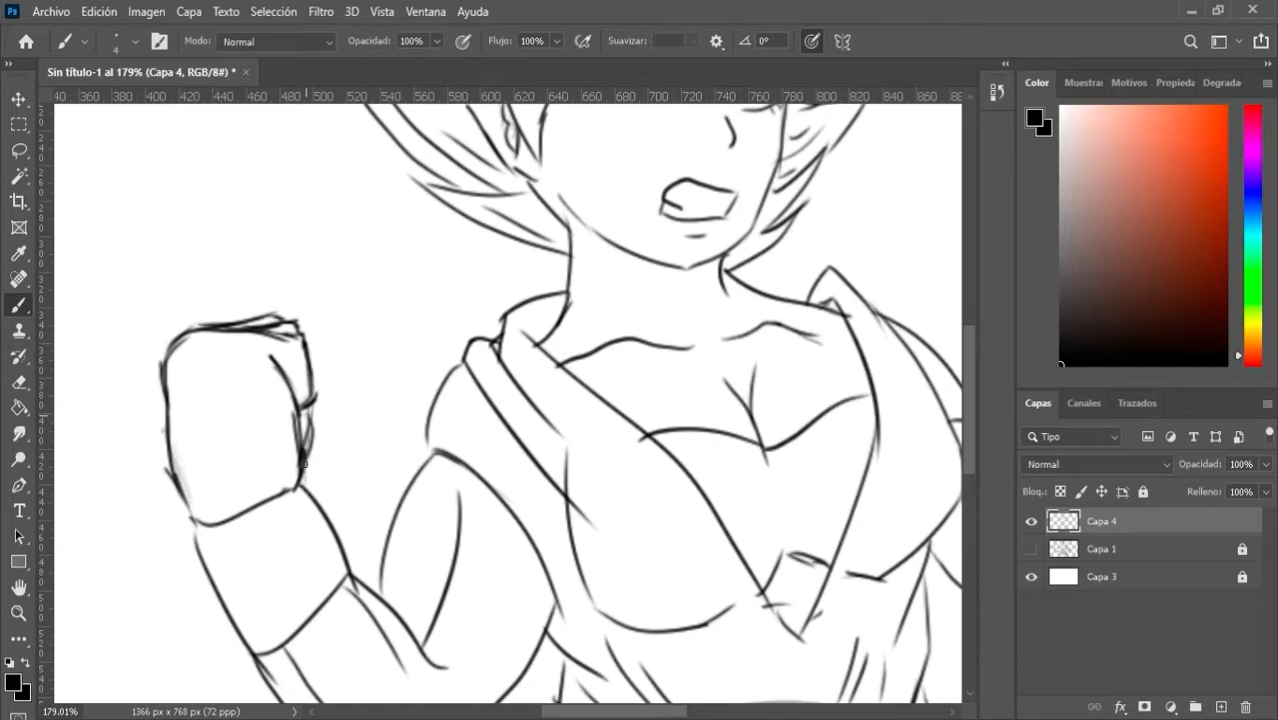 Ps Archivo Edición Imagen Capa Texto Selección Filtro 3D Vista Ventana Ayuda
4 Modo: Normal Opacidad: 100% Flujo: 100% Suavizar: 0°
Sin título-1 al 179% (Capa 4, RGB/8#) * ×
40 360 380 400 420 440 460 480 500 520 540 560 580 600 620 640 660 680 700 720 740 760 780 800 820 840 860 88
Color Muestras Motivos Propieda Degrada
Capas Canales Trazados
Tipo
Normal Opacidad: 100%
Bloq.: Relleno: 100%
Capa 4
Capa 1
Capa 3
179.01% 1366 px x 768 px (72 ppp)